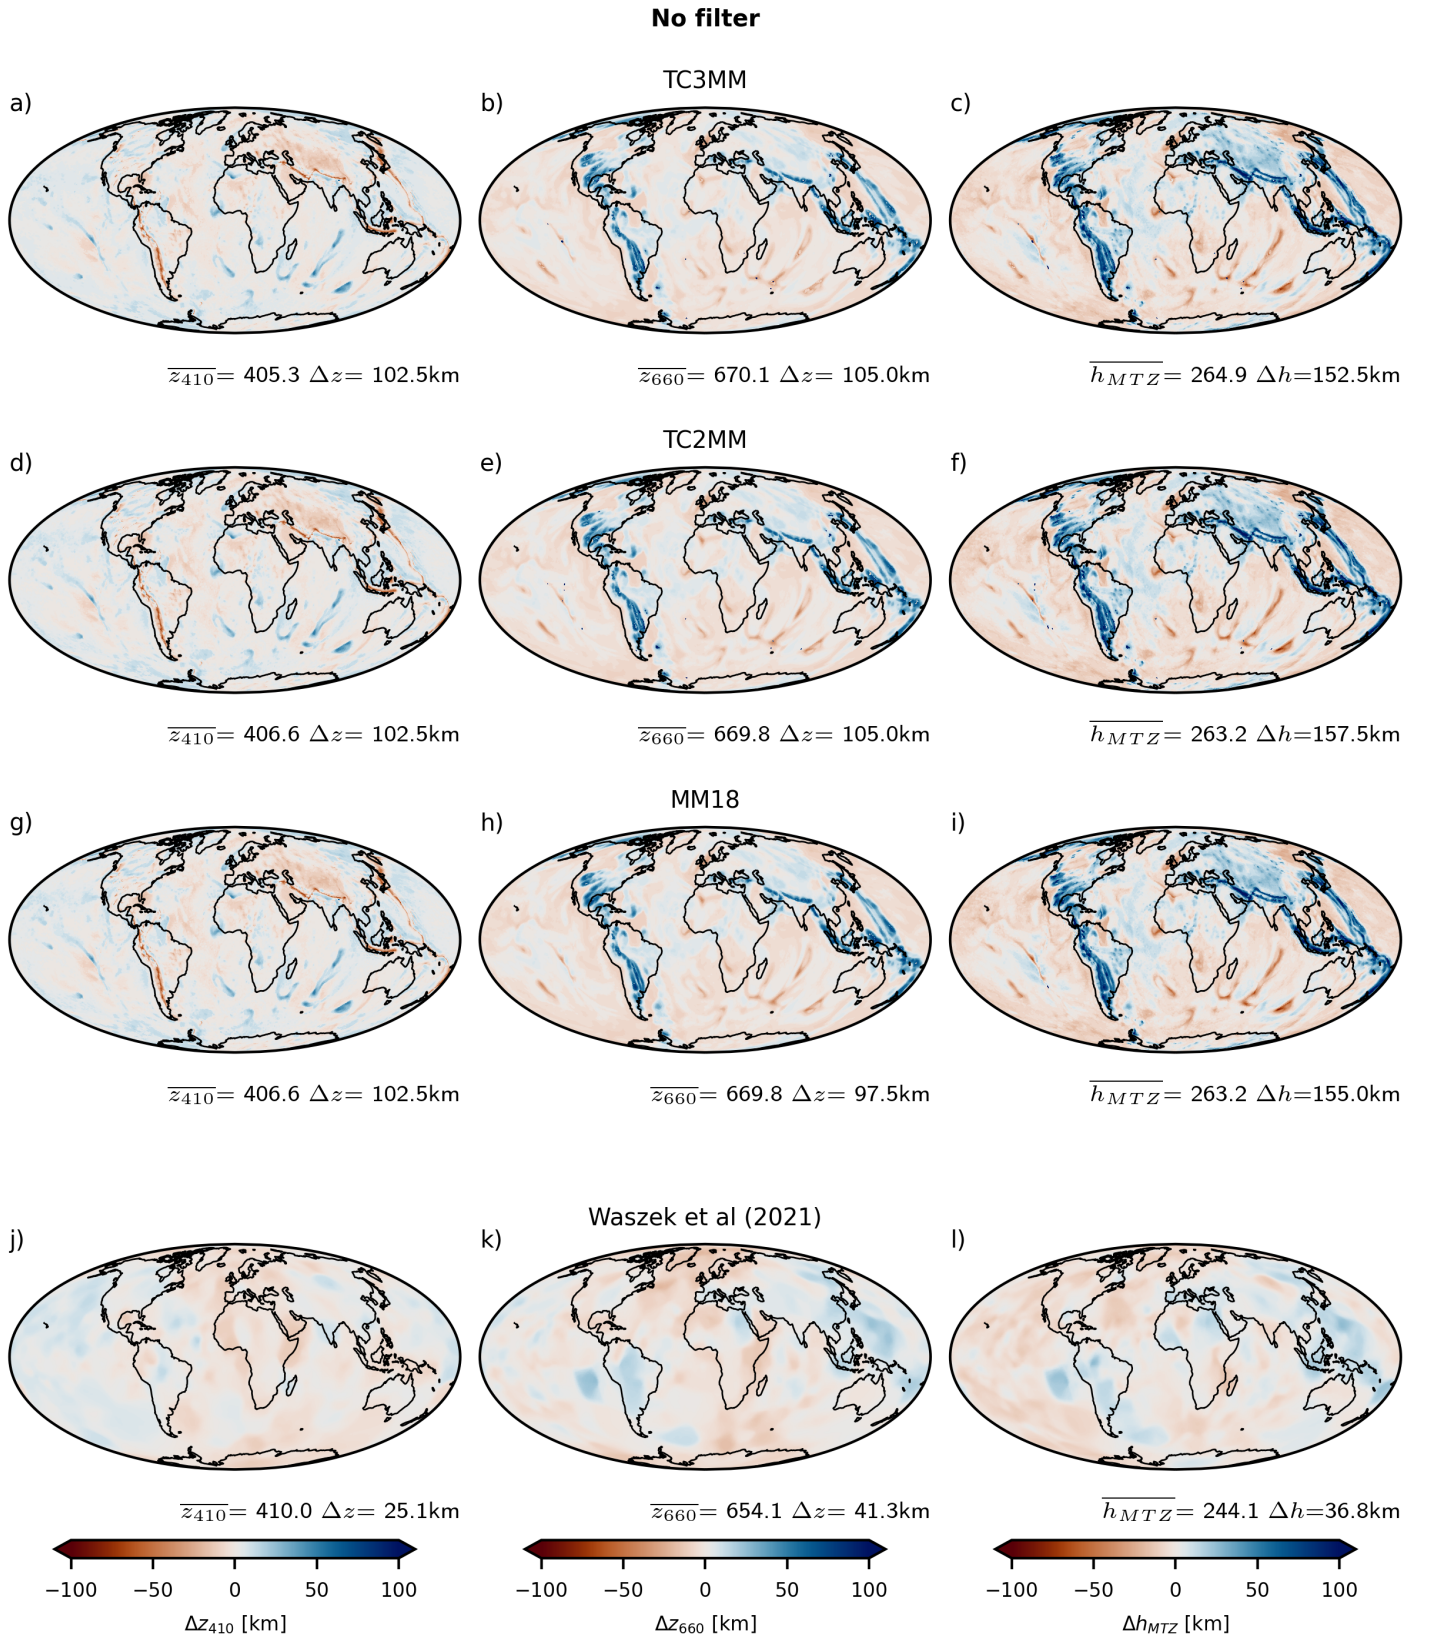 No filter
TC3MM
a) b) c)
z410= 405.3 Δz= 102.5km z660= 670.1 Δz= 105.0km hMTZ= 264.9 Δh=152.5km
TC2MM
d) e) f)
z410= 406.6 Δz= 102.5km z660= 669.8 Δz= 105.0km hMTZ= 263.2 Δh=157.5km
MM18
g) h) i)
z410= 406.6 Δz= 102.5km z660= 669.8 Δz= 97.5km hMTZ= 263.2 Δh=155.0km
Waszek et al (2021)
j) k) l)
z410= 410.0 Δz= 25.1km z660= 654.1 Δz= 41.3km hMTZ= 244.1 Δh=36.8km
−100 −50 0 50 100 −100 −50 0 50 100 −100 −50 0 50 100
Δz410 [km] Δz660 [km] ΔhMTZ [km]